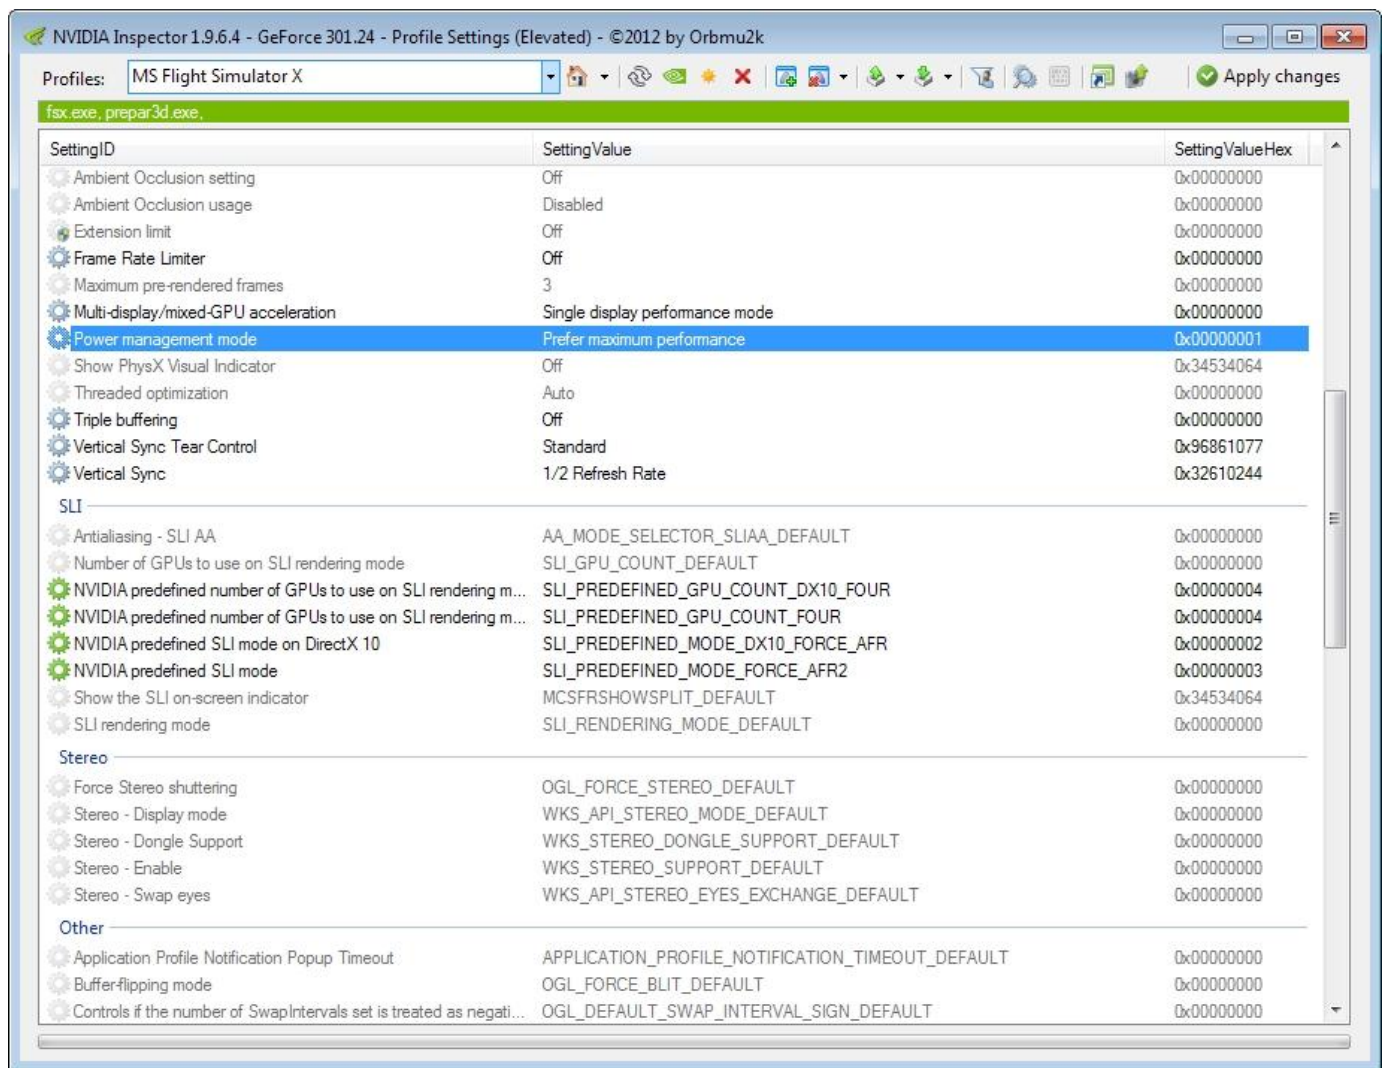 NVIDIA Inspector 1.9.6.4 - GeForce 301.24 - Profile Settings (Elevated) - ©2012 by Orbmu2k
Profiles: MS Flight Simulator X Apply changes
fsx.exe, prepar3d.exe,
SettingID SettingValue SettingValueHex
Ambient Occlusion setting Off 0x00000000
Ambient Occlusion usage Disabled 0x00000000
Extension limit Off 0x00000000
Frame Rate Limiter Off 0x00000000
Maximum pre-rendered frames 3 0x00000000
Multi-display/mixed-GPU acceleration Single display performance mode 0x00000000
Power management mode Prefer maximum performance 0x00000001
Show PhysX Visual Indicator Off 0x34534064
Threaded optimization Auto 0x00000000
Triple buffering Off 0x00000000
Vertical Sync Tear Control Standard 0x96861077
Vertical Sync 1/2 Refresh Rate 0x32610244
SLI
Antialiasing - SLI AA AA_MODE_SELECTOR_SLIAA_DEFAULT 0x00000000
Number of GPUs to use on SLI rendering mode SLI_GPU_COUNT_DEFAULT 0x00000000
NVIDIA predefined number of GPUs to use on SLI rendering m... SLI_PREDEFINED_GPU_COUNT_DX10_FOUR 0x00000004
NVIDIA predefined number of GPUs to use on SLI rendering m... SLI_PREDEFINED_GPU_COUNT_FOUR 0x00000004
NVIDIA predefined SLI mode on DirectX 10 SLI_PREDEFINED_MODE_DX10_FORCE_AFR 0x00000002
NVIDIA predefined SLI mode SLI_PREDEFINED_MODE_FORCE_AFR2 0x00000003
Show the SLI on-screen indicator MCSFRSHOWSPLIT_DEFAULT 0x34534064
SLI rendering mode SLI_RENDERING_MODE_DEFAULT 0x00000000
Stereo
Force Stereo shuttering OGL_FORCE_STEREO_DEFAULT 0x00000000
Stereo - Display mode WKS_API_STEREO_MODE_DEFAULT 0x00000000
Stereo - Dongle Support WKS_STEREO_DONGLE_SUPPORT_DEFAULT 0x00000000
Stereo - Enable WKS_STEREO_SUPPORT_DEFAULT 0x00000000
Stereo - Swap eyes WKS_API_STEREO_EYES_EXCHANGE_DEFAULT 0x00000000
Other
Application Profile Notification Popup Timeout APPLICATION_PROFILE_NOTIFICATION_TIMEOUT_DEFAULT 0x00000000
Buffer-flipping mode OGL_FORCE_BLIT_DEFAULT 0x00000000
Controls if the number of SwapIntervals set is treated as negati... OGL_DEFAULT_SWAP_INTERVAL_SIGN_DEFAULT 0x00000000